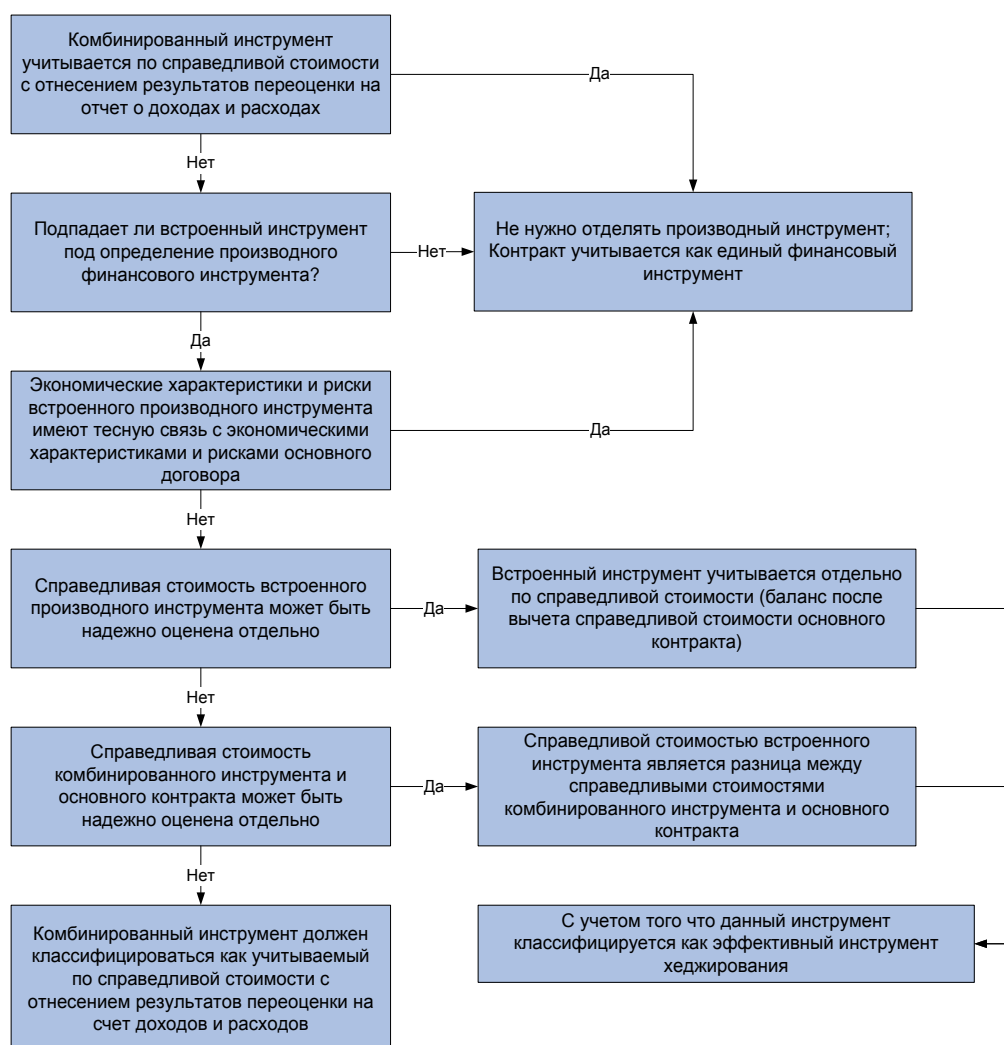 Комбинированный инструмент
учитывается по справедливой стоимости
с отнесением результатов переоценки на
отчет о доходах и расходах
Да
Нет
Подпадает ли встроенный инструмент
под определение производного
финансового инструмента?
Нет
Не нужно отделять производный инструмент;
Контракт учитывается как единый финансовый
инструмент
Да
Экономические характеристики и риски
встроенного производного инструмента
имеют тесную связь с экономическими
характеристиками и рисками основного
договора
Да
Нет
Справедливая стоимость встроенного
производного инструмента может быть
надежно оценена отдельно
Да
Встроенный инструмент учитывается отдельно
по справедливой стоимости (баланс после
вычета справедливой стоимости основного
контракта)
Нет
Справедливая стоимость
комбинированного инструмента и
основного контракта может быть
надежно оценена отдельно
Да
Справедливой стоимостью встроенного
инструмента является разница между
справедливыми стоимостями
комбинированного инструмента и основного
контракта
Нет
Комбинированный инструмент должен
классифицироваться как учитываемый
по справедливой стоимости с
отнесением результатов переоценки на
счет доходов и расходов
С учетом того что данный инструмент
классифицируется как эффективный инструмент
хеджирования